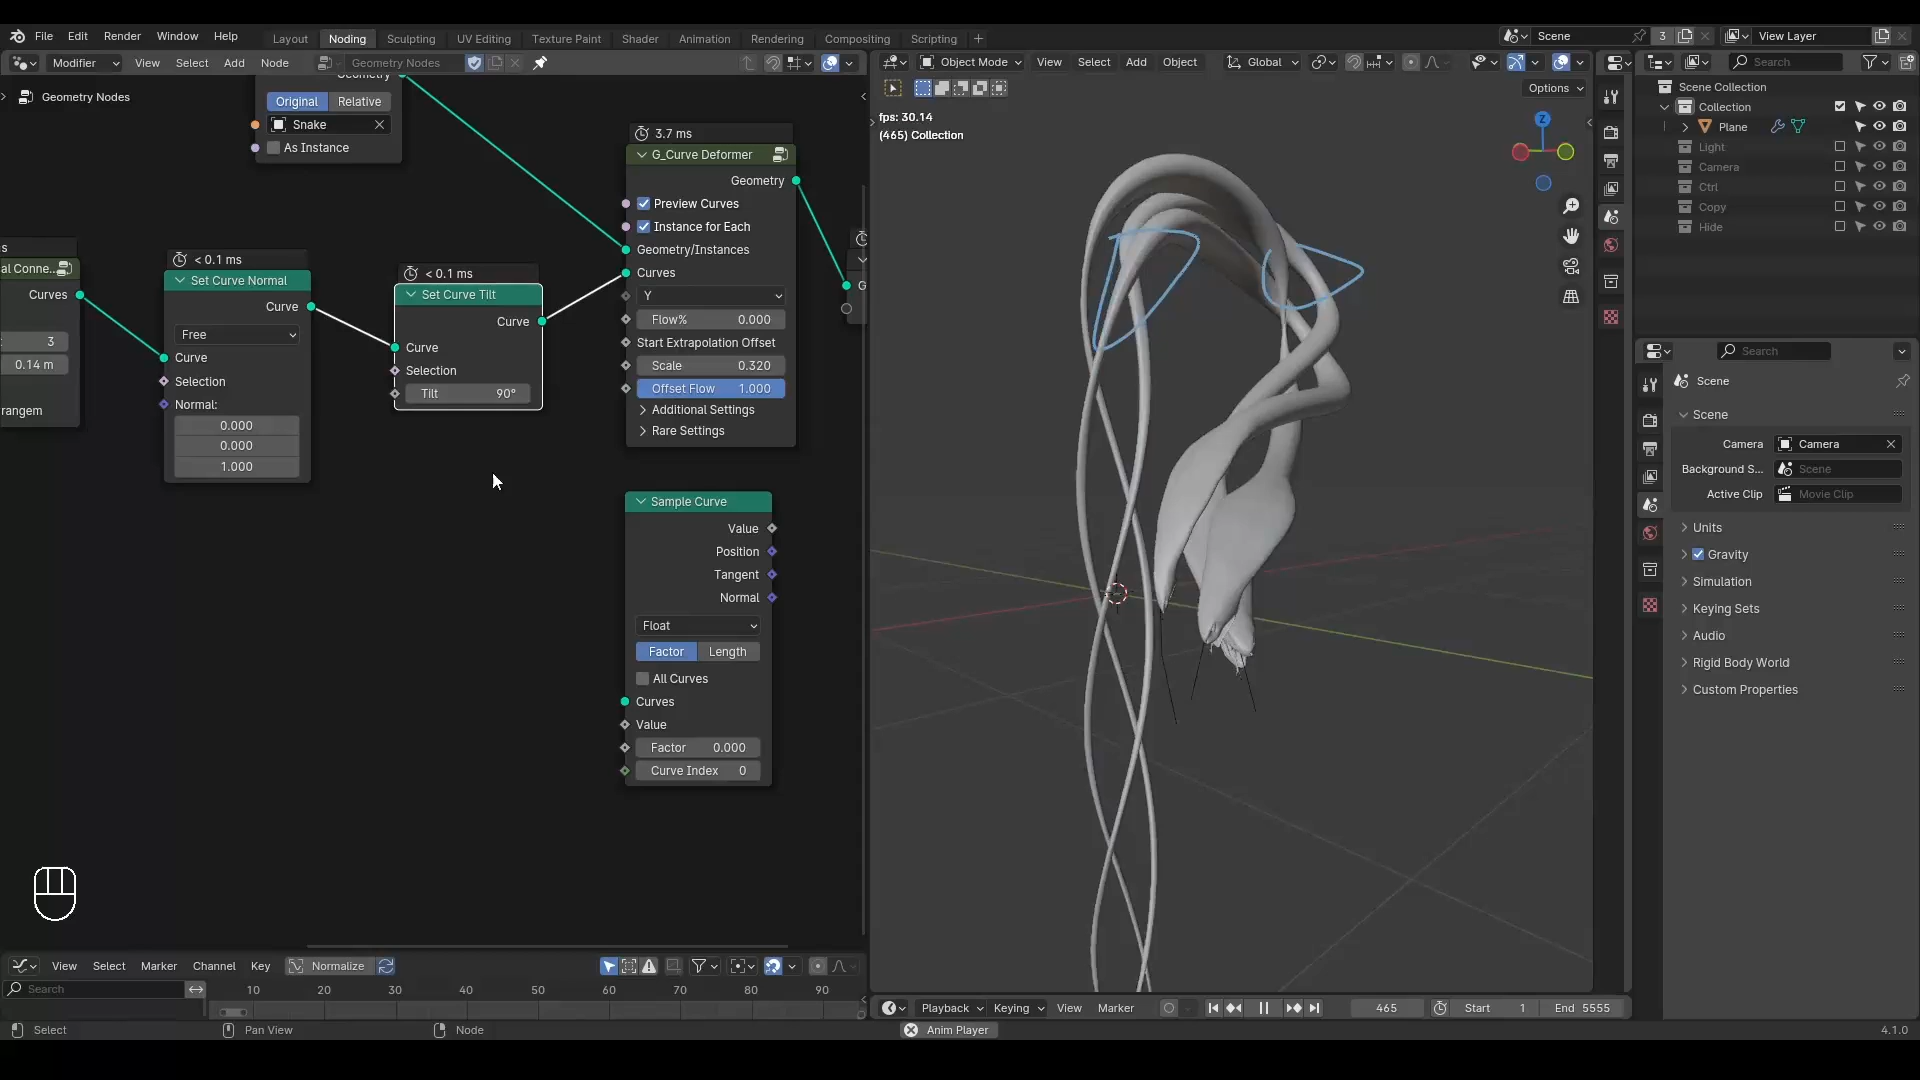 File Edit Render Window Help
Layout Noding Sculpting UV Editing Texture Paint Shader Animation Rendering Compositing Scripting +
Scene 3
View Layer
Modifier View Select Add Node
Geometry Nodes
Object Mode View Select Add Object
Global
Search
Options
Geometry Nodes
Original Relative
Snake
As Instance
3.7 ms
G_Curve Deformer
Geometry
Preview Curves
Instance for Each
Geometry/Instances
Curves
Y
Flow% 0.000
Start Extrapolation Offset
Scale 0.320
Offset Flow 1.000
Additional Settings
Rare Settings
s
al Conne...
Curves
3
0.14 m
rangem
< 0.1 ms
Set Curve Normal
Curve
Free
Curve
Selection
Normal:
0.000
0.000
1.000
< 0.1 ms
Set Curve Tilt
Curve
Curve
Selection
Tilt 90°
G
Sample Curve
Value
Position
Tangent
Normal
Float
Factor Length
All Curves
Curves
Value
Factor 0.000
Curve Index 0
fps: 30.14
(465) Collection
Z
Scene Collection
Collection
Plane
Light
Camera
Ctrl
Copy
Hide
Search
Scene
Scene
Camera Camera
Background S... Scene
Active Clip Movie Clip
Units
Gravity
Simulation
Keying Sets
Audio
Rigid Body World
Custom Properties
View Select Marker Channel Key Normalize
Search
10 20 30 40 50 60 70 80 90
Playback Keying View Marker
465
Start 1
End 5555
Select
Pan View
Node
Anim Player
4.1.0